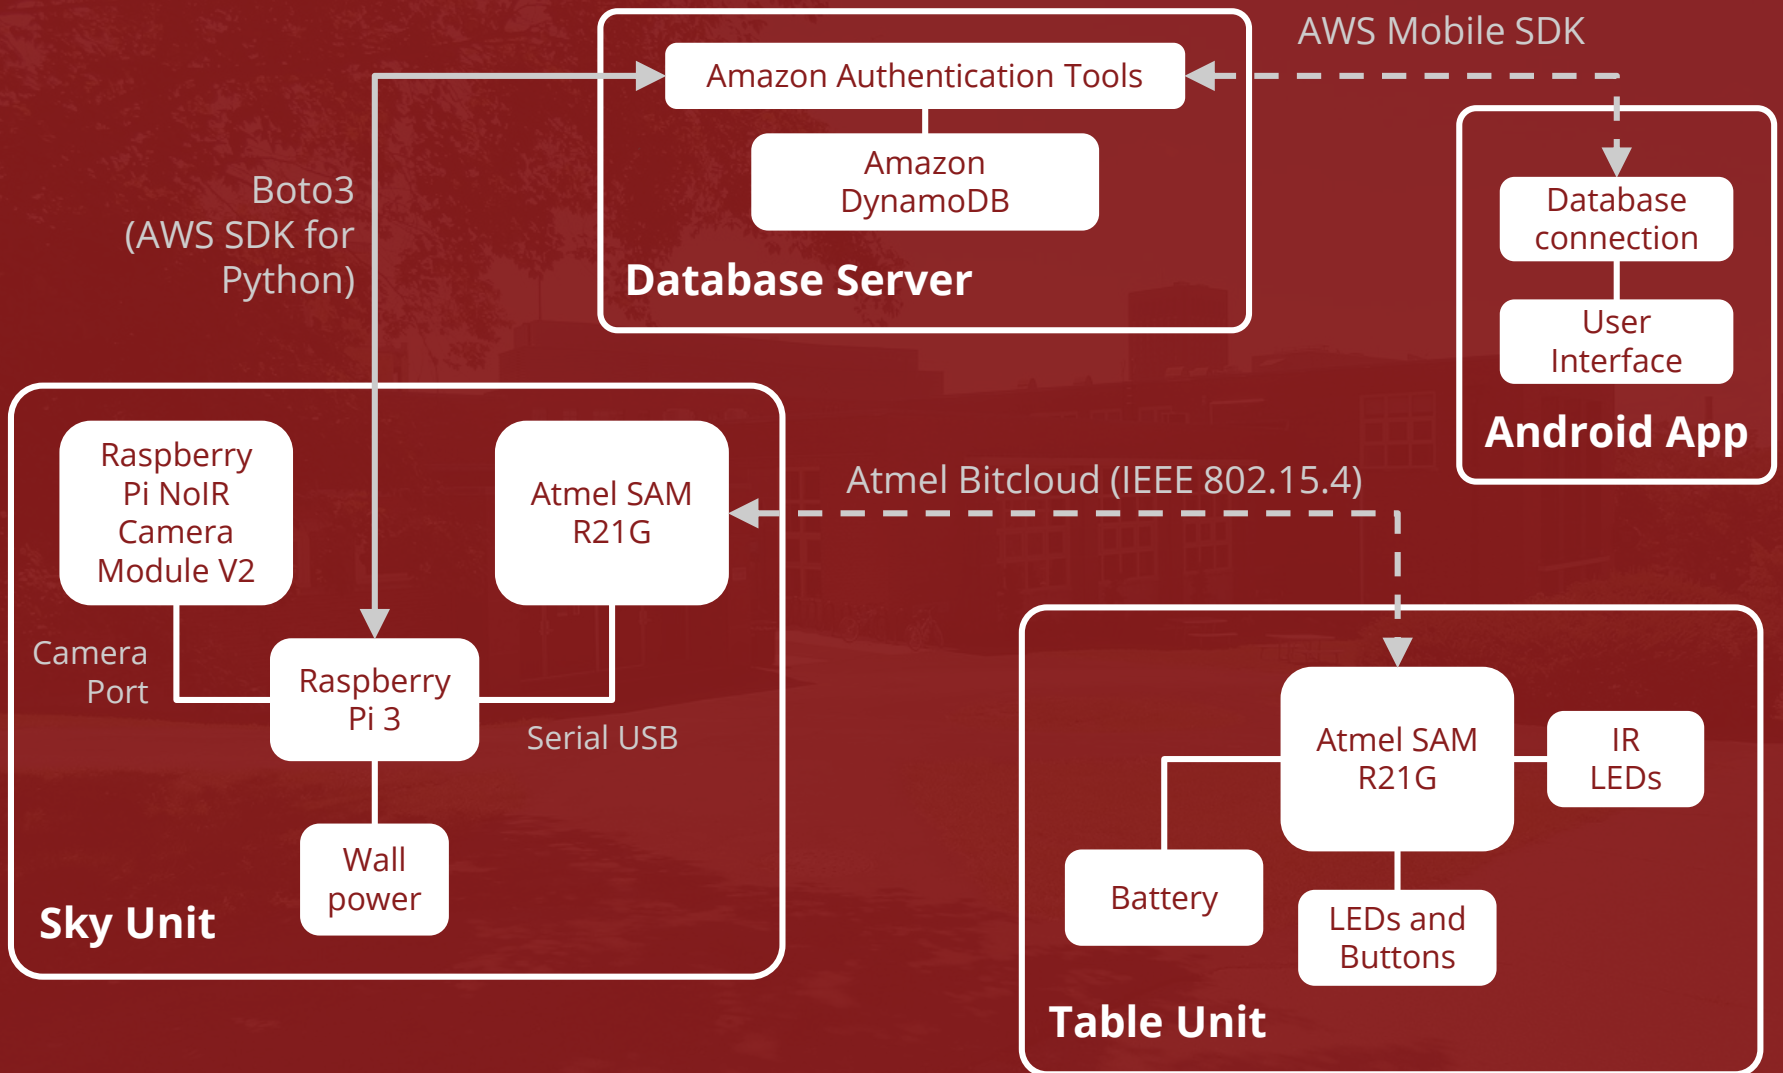 AWS Mobile SDK
Amazon Authentication Tools
Amazon
DynamoDB
Database Server
Boto3
(AWS SDK for
Python)
Database
connection
User
Interface
Android App
Raspberry
Pi NoIR
Camera
Module V2
Atmel SAM
R21G
Atmel Bitcloud (IEEE 802.15.4)
Camera
Port
Raspberry
Pi 3
Serial USB
Wall
power
Sky Unit
Atmel SAM
R21G
IR
LEDs
Battery
LEDs and
Buttons
Table Unit